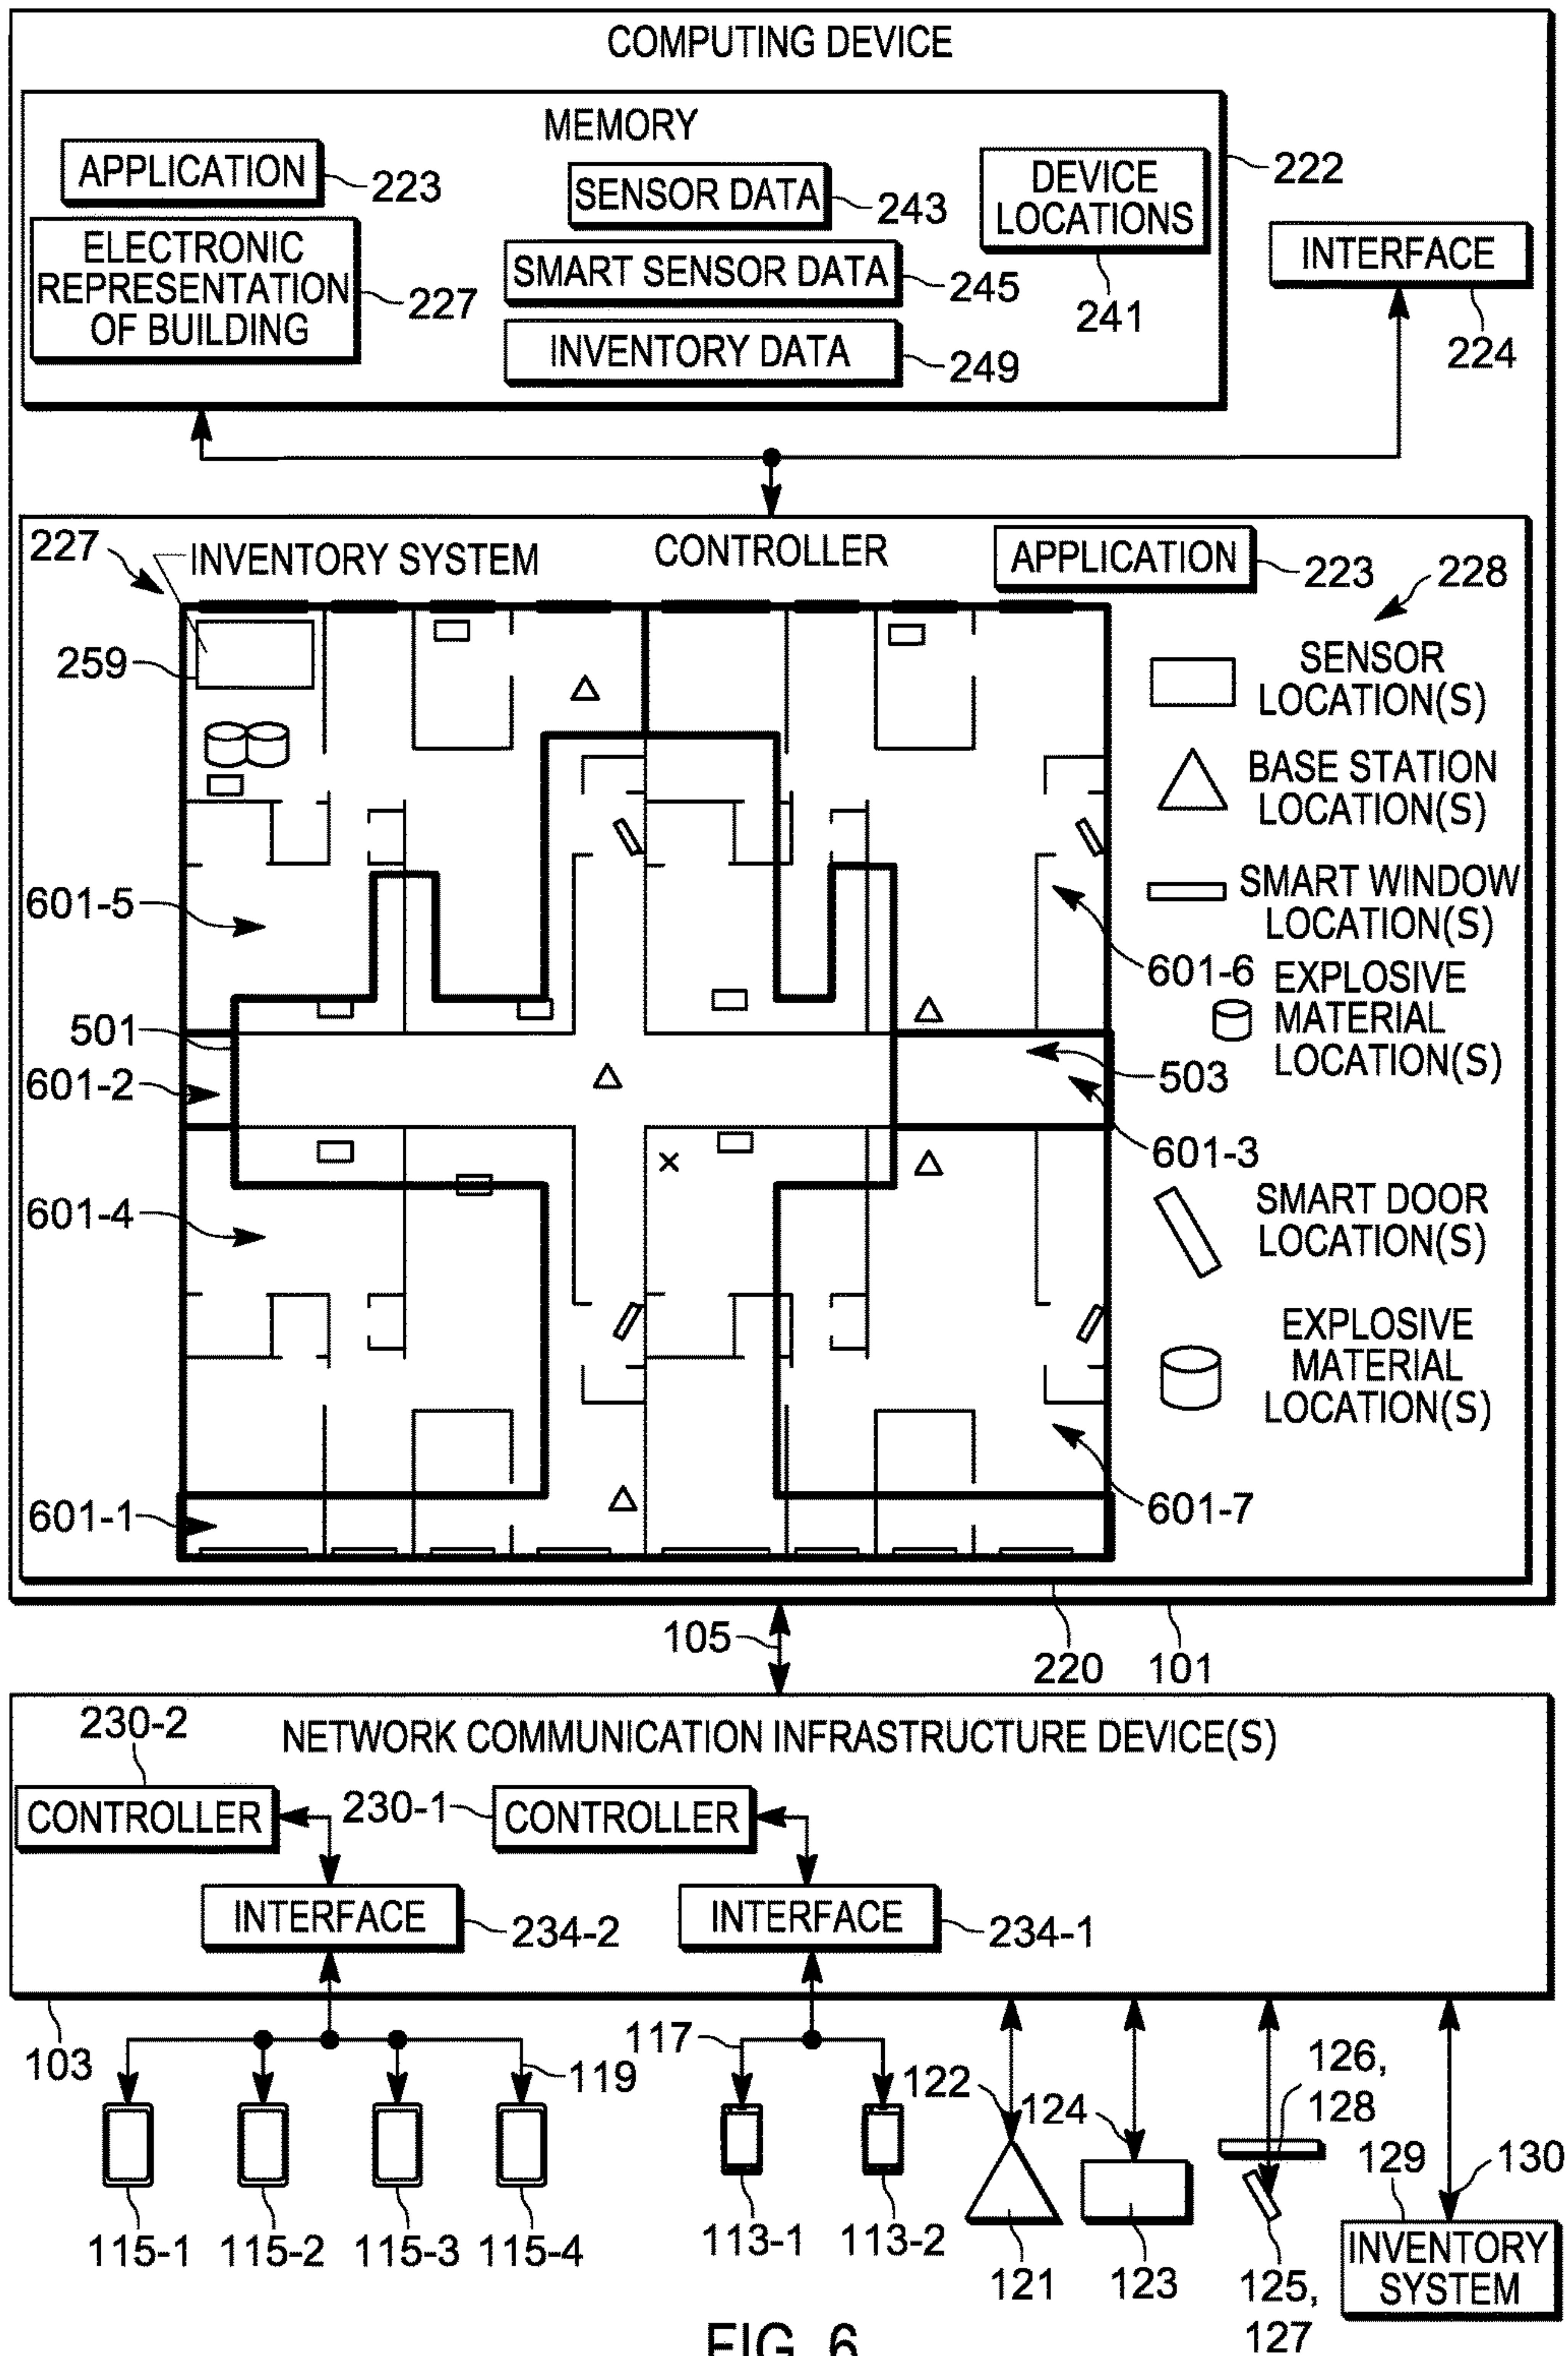 COMPUTING DEVICE
MEMORY
APPLICATION
223
SENSOR DATA
243
DEVICE
LOCATIONS
241
222
ELECTRONIC
REPRESENTATION
OF BUILDING
227
SMART SENSOR DATA
245
INVENTORY DATA
249
INTERFACE
224
227
INVENTORY SYSTEM
CONTROLLER
APPLICATION
223
228
259
SENSOR
LOCATION(S)
BASE STATION
LOCATION(S)
SMART WINDOW
LOCATION(S)
601-5
601-6
EXPLOSIVE
MATERIAL
LOCATION(S)
501
503
601-2
601-3
SMART DOOR
LOCATION(S)
601-4
X
EXPLOSIVE
MATERIAL
LOCATION(S)
601-1
601-7
105
220
101
230-2
NETWORK COMMUNICATION INFRASTRUCTURE DEVICE(S)
CONTROLLER
230-1
CONTROLLER
INTERFACE
234-2
INTERFACE
234-1
103
119
117
122
124
126,
128
129
130
115-1
115-2
115-3
115-4
113-1
113-2
121
123
125,
127
INVENTORY
SYSTEM
FIG. 6